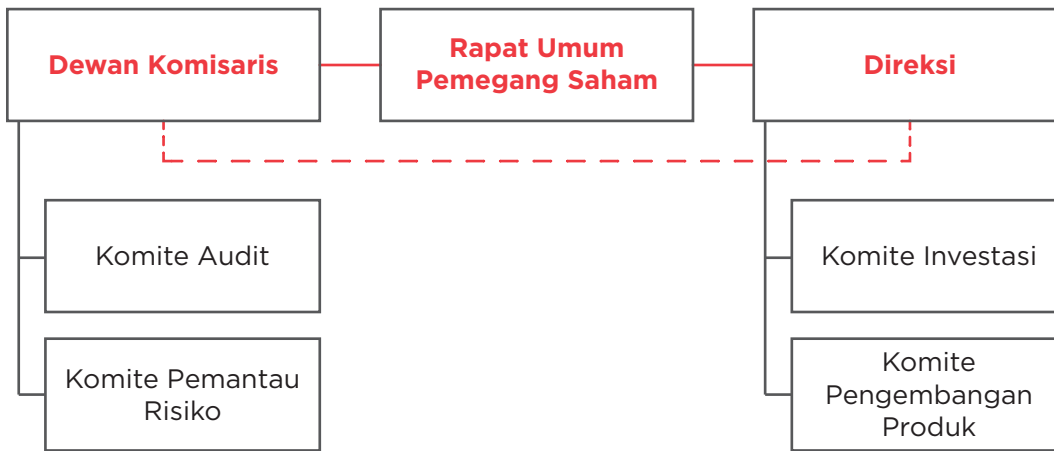 Dewan Komisaris
Rapat Umum
Pemegang Saham
Direksi
Komite Audit
Komite Investasi
Komite Pemantau
Risiko
Komite
Pengembangan
Produk